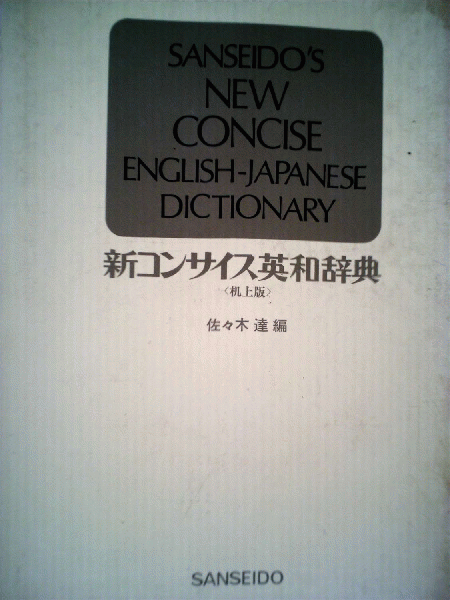 SANSEIDO'S
NEW
CONCISE
ENGLISH-JAPANESE
DICTIONARY
新コンサイス英和辞典
〈机上版〉
佐々木 達 編
SANSEIDO